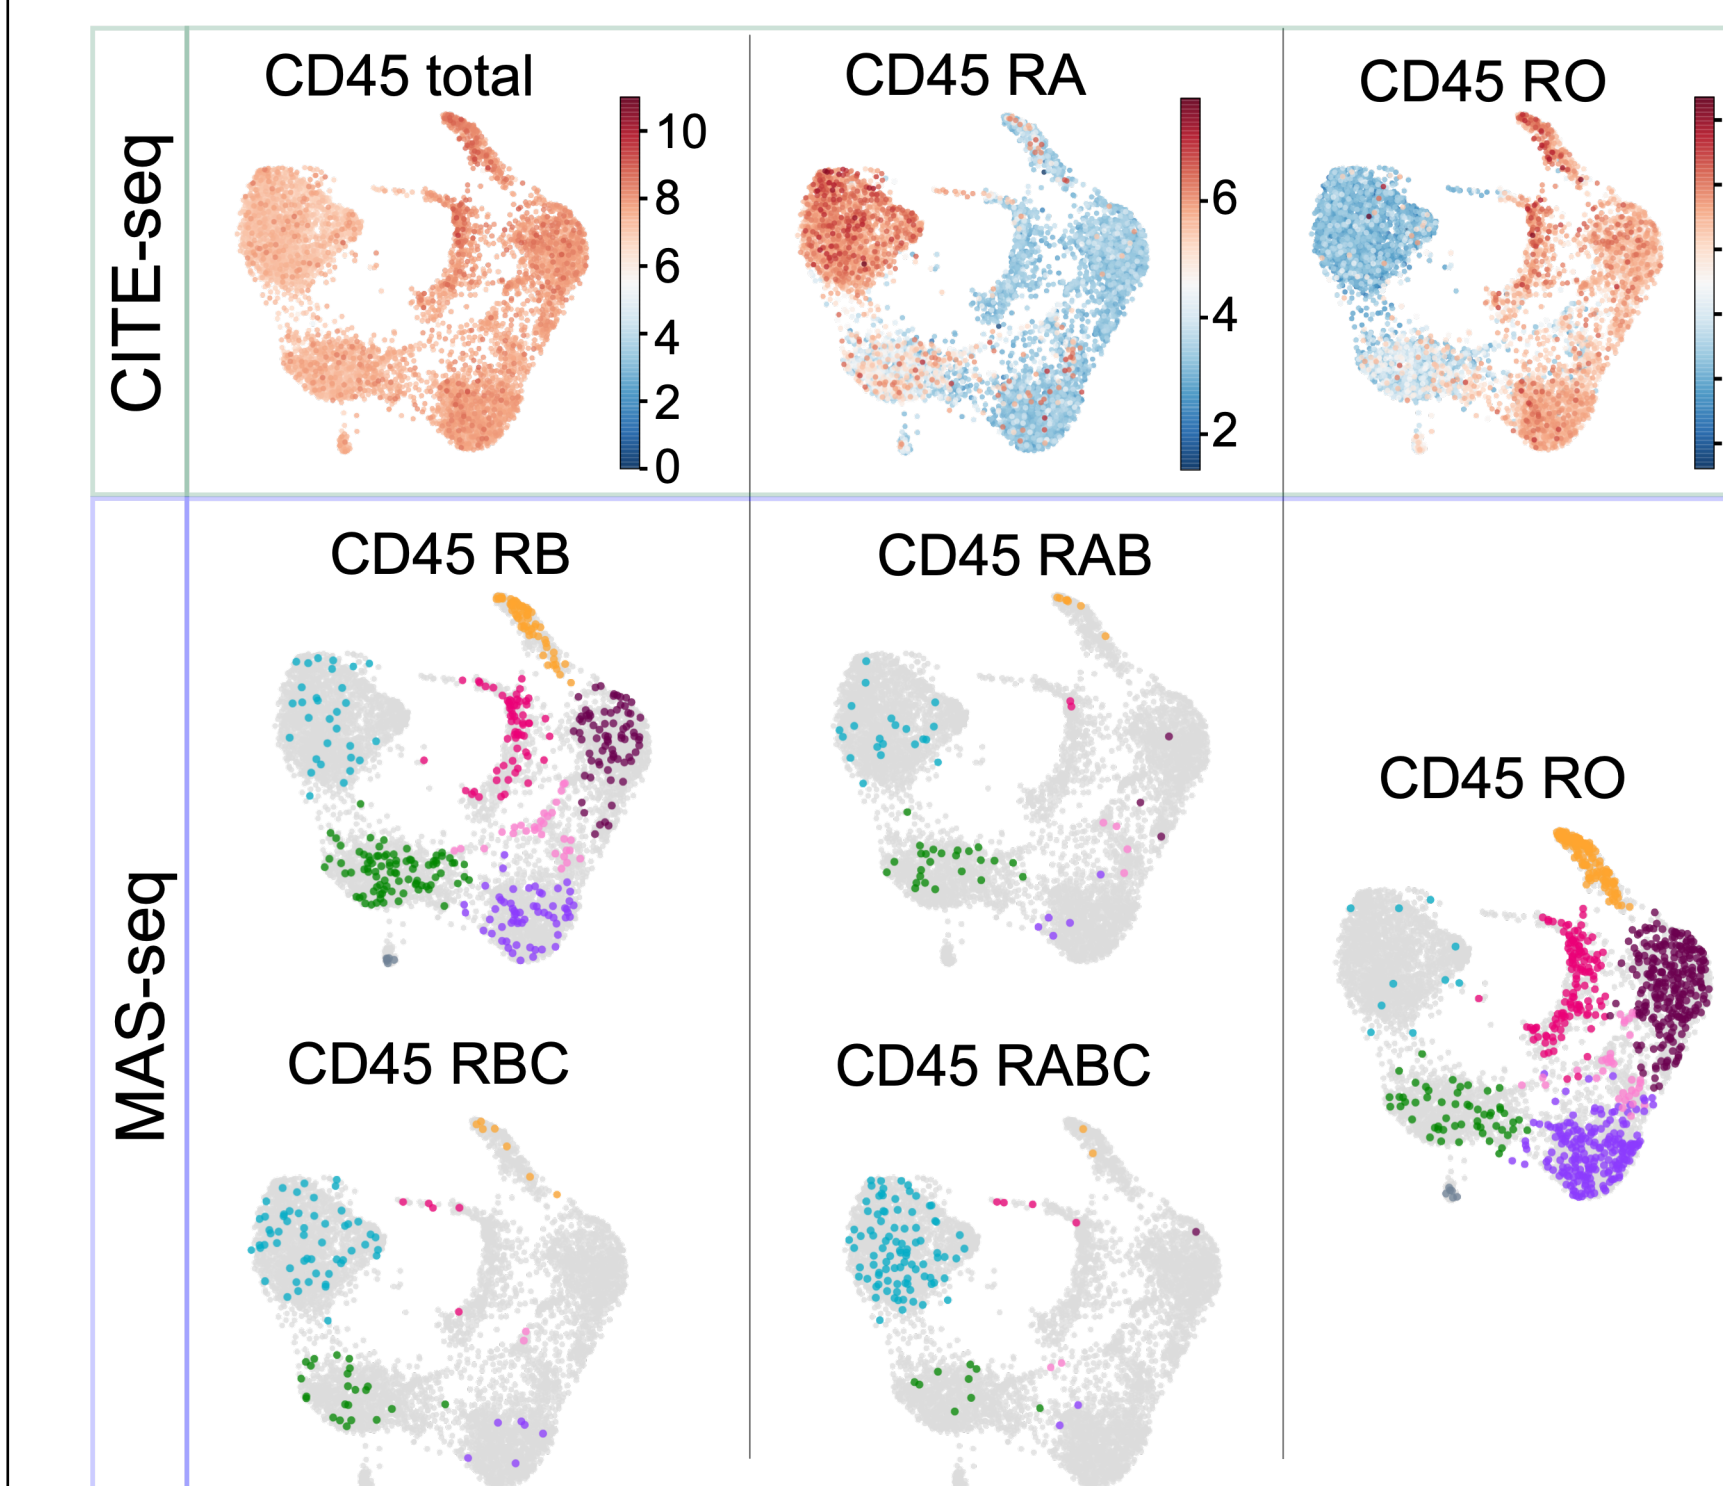 CITE-seq
CD45 total
10
8
6
4
2
0
CD45 RA
6
4
2
CD45 RO
MAS-seq
CD45 RB
CD45 RAB
CD45 RO
CD45 RBC
CD45 RABC